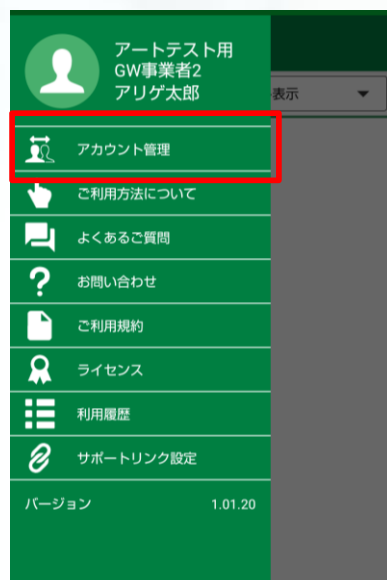 アートテスト用
GW事業者2
アリゲ太郎
表示
アカウント管理
ご利用方法について
よくあるご質問
お問い合わせ
ご利用規約
ライセンス
利用履歴
サポートリンク設定
バージョン 1.01.20